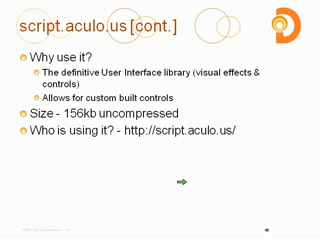 script.aculo.us [cont.]
Why use it?
The definitive User Interface library (visual effects &
controls)
Allows for custom built controls
Size - 156kb uncompressed
Who is using it? - http://script.aculo.us/